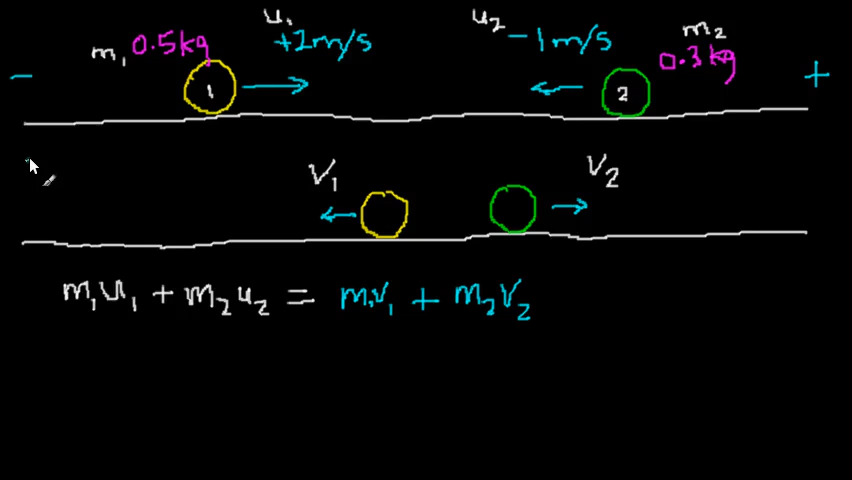 u₁ u₂ m₂
m₁ 0.5kg +2m/s -1m/s 0.3kg
- 1 2 +
V₁ V₂
m₁u₁ + m₂u₂ = m₁V₁ + m₂V₂